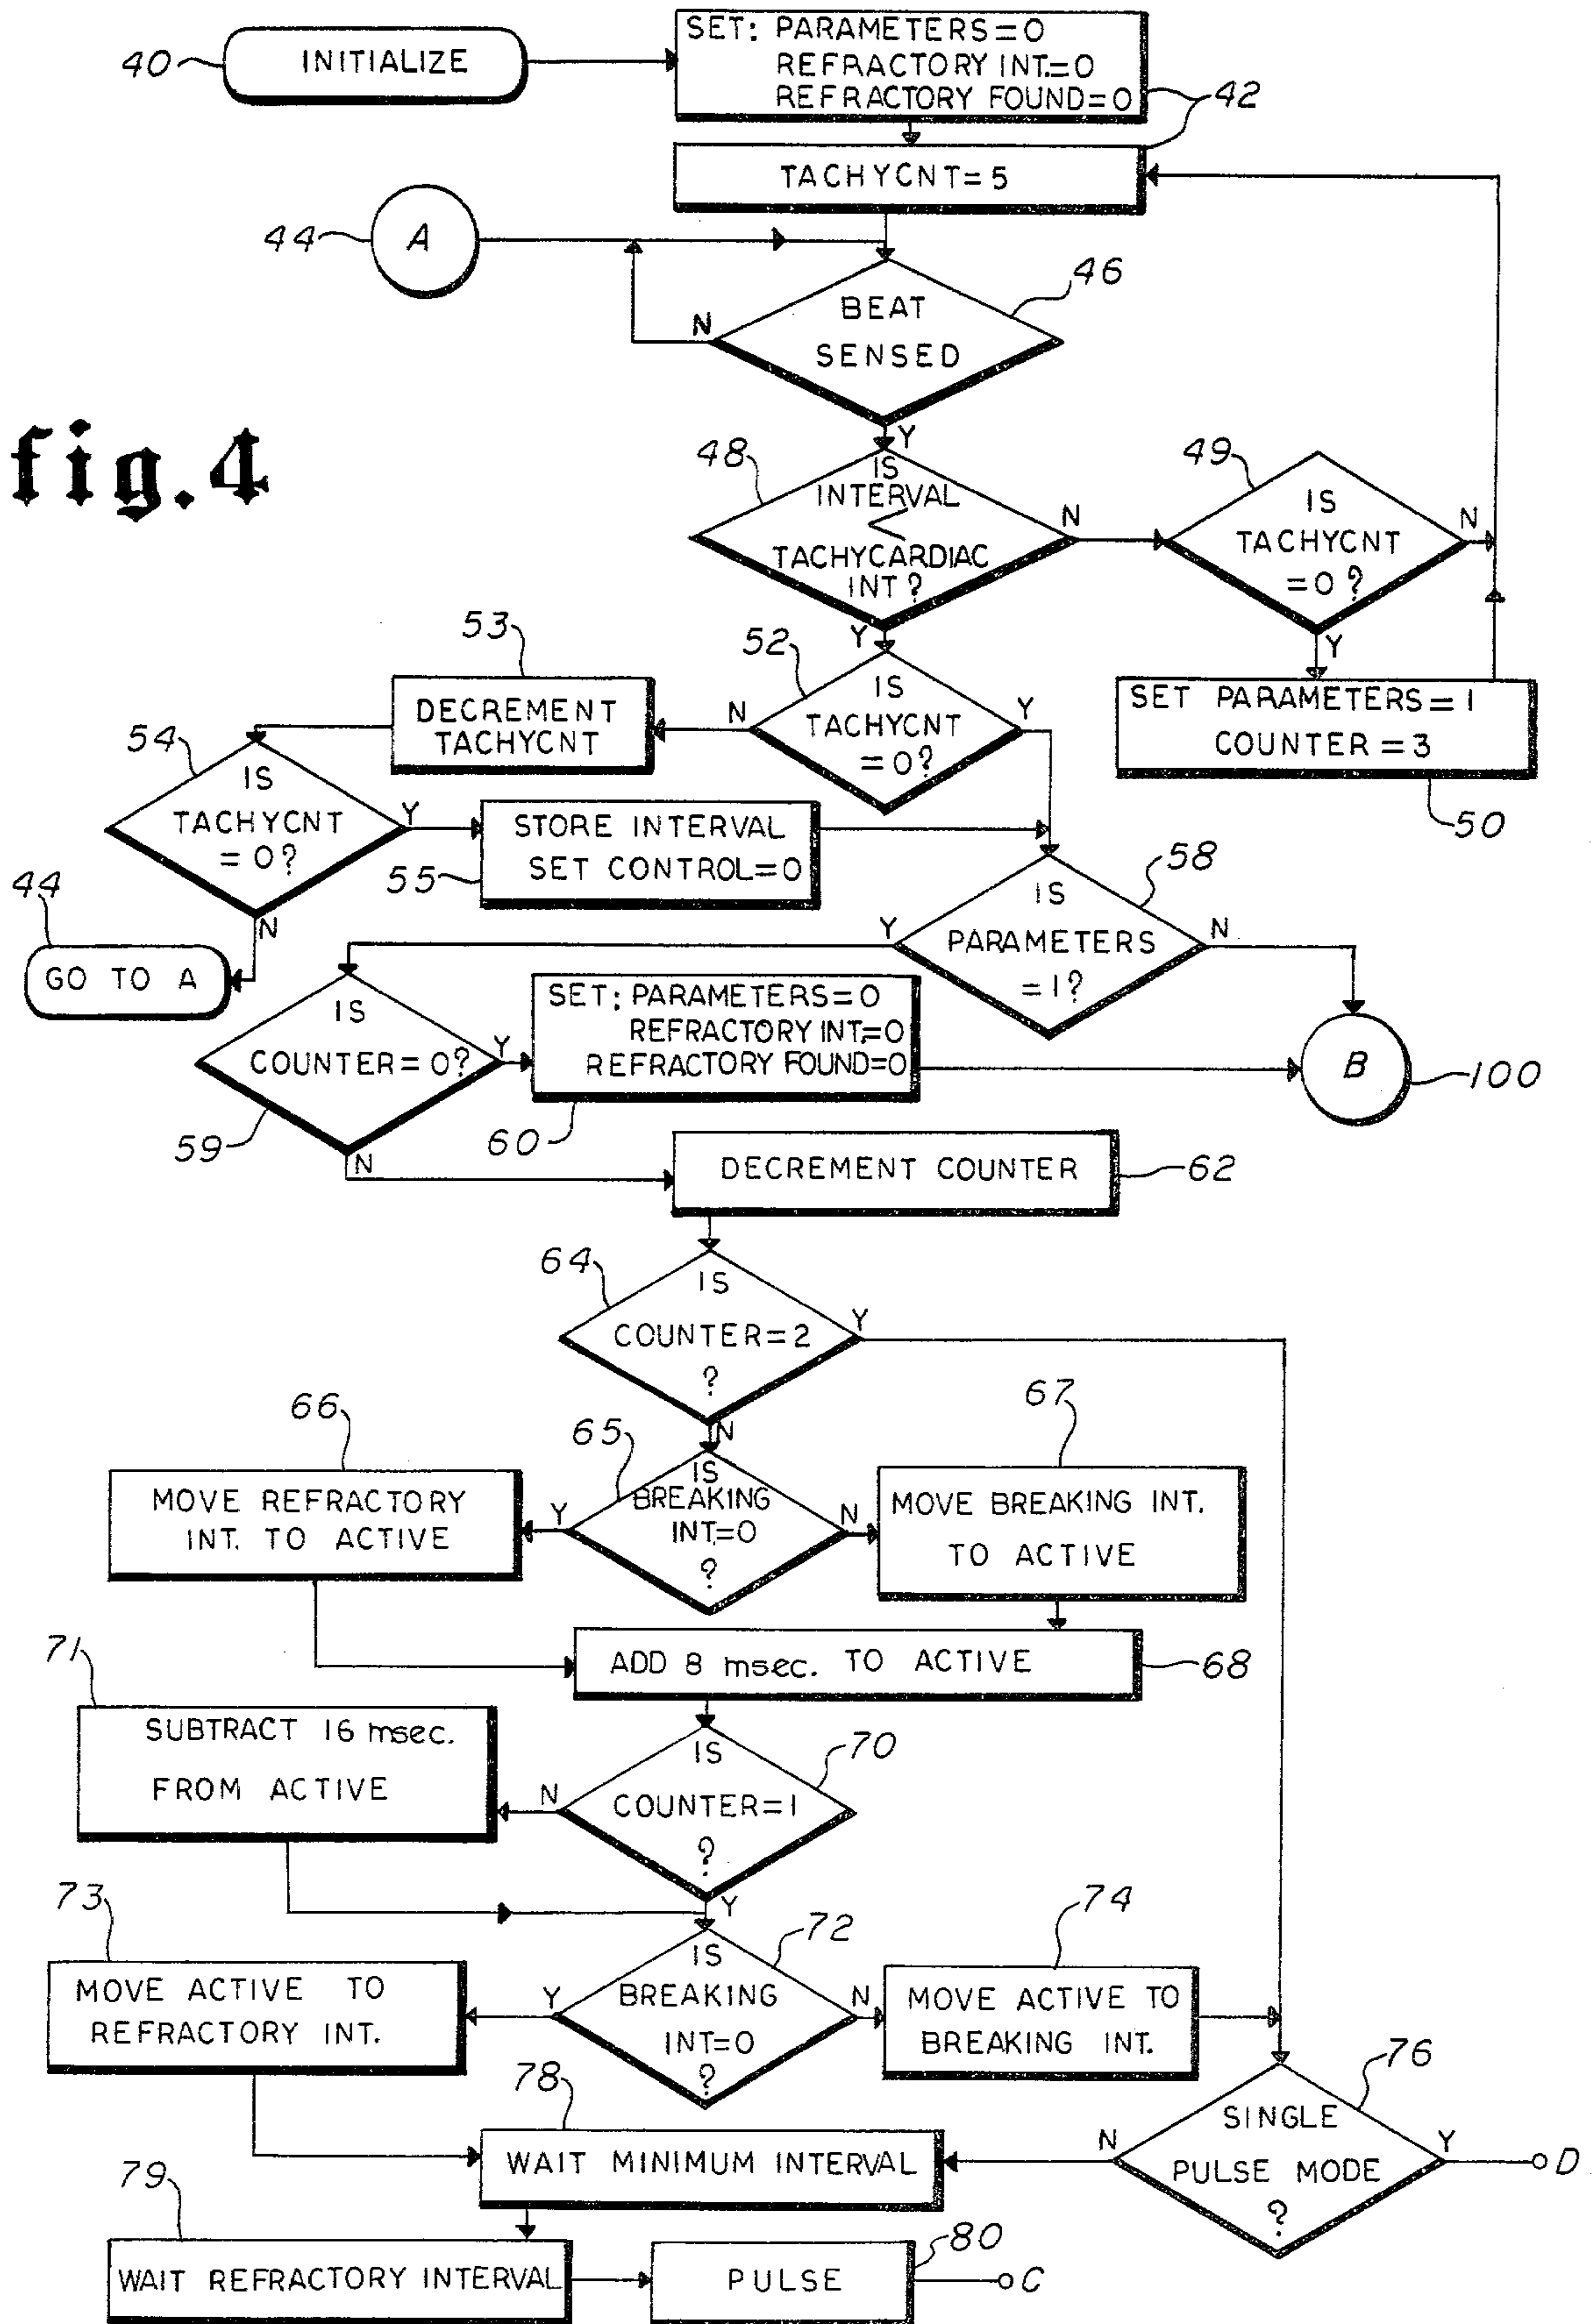 40
INITIALIZE
SET: PARAMETERS=0
REFRACTORY INT.=0
REFRACTORY FOUND=0
42
TACHYCNT=5
44
A
46
BEAT
SENSED
N
Y
fig.4
48
IS
INTERVAL
<
TACHYCARDIAC
INT?
N
Y
49
IS
TACHYCNT
=0?
N
Y
SET PARAMETERS=1
COUNTER=3
50
52
IS
TACHYCNT
=0?
N
Y
53
DECREMENT
TACHYCNT
54
IS
TACHYCNT
=0?
Y
N
STORE INTERVAL
SET CONTROL=0
55
44
GO TO A
58
IS
PARAMETERS
=1?
Y
N
IS
COUNTER=0?
Y
N
59
SET: PARAMETERS=0
REFRACTORY INT.=0
REFRACTORY FOUND=0
60
B
100
DECREMENT COUNTER
62
64
IS
COUNTER=2
?
Y
N
65
IS
BREAKING
INT.=0
?
Y
N
66
MOVE REFRACTORY
INT. TO ACTIVE
67
MOVE BREAKING INT.
TO ACTIVE
ADD 8 msec. TO ACTIVE
68
70
IS
COUNTER=1
?
N
Y
71
SUBTRACT 16 msec.
FROM ACTIVE
72
IS
BREAKING
INT=0
?
Y
N
73
MOVE ACTIVE TO
REFRACTORY INT.
74
MOVE ACTIVE TO
BREAKING INT.
76
SINGLE
PULSE MODE
?
N
Y
D
78
WAIT MINIMUM INTERVAL
79
WAIT REFRACTORY INTERVAL
80
PULSE
C